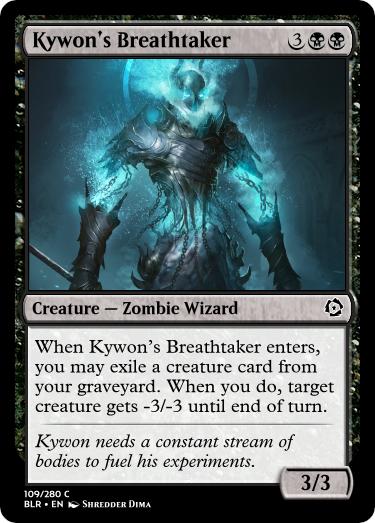 Kywon's Breathtaker 3
Creature — Zombie Wizard
When Kywon's Breathtaker enters,
you may exile a creature card from
your graveyard. When you do, target
creature gets -3/-3 until end of turn.
Kywon needs a constant stream of
bodies to fuel his experiments.
3/3
109/280 C
BLR • EN Shredder Dima